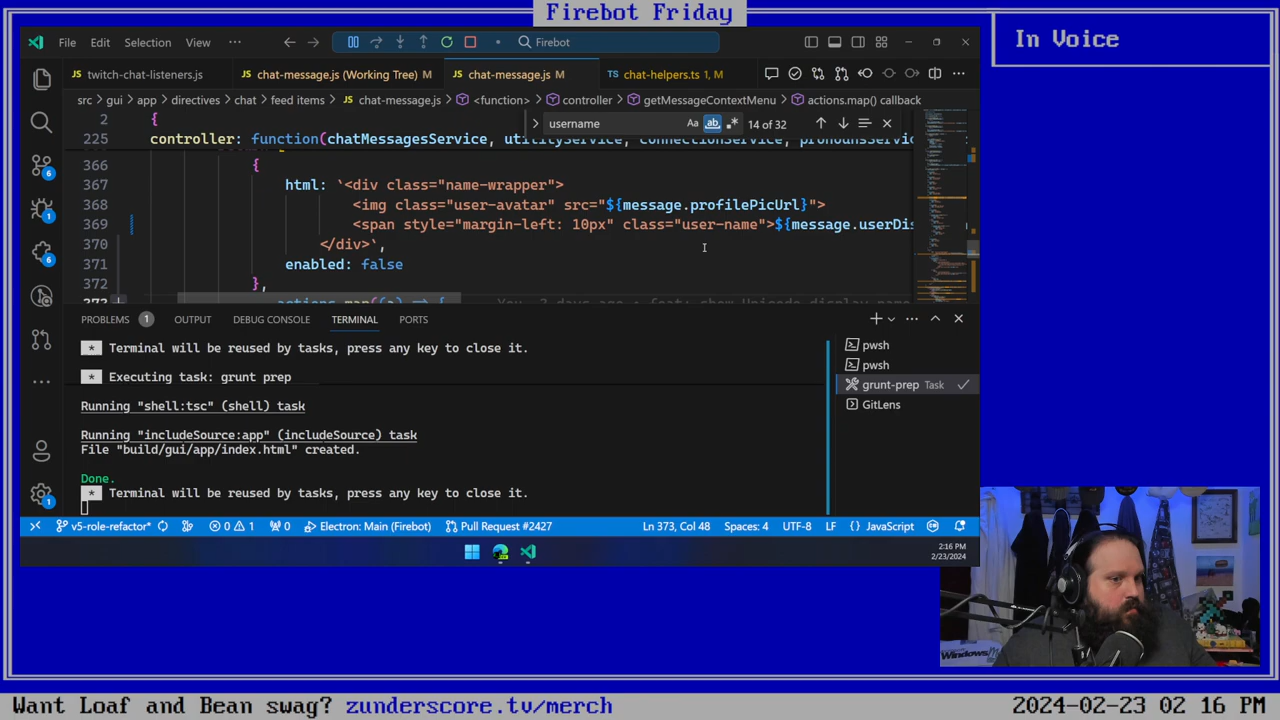 Firebot Friday
In Voice
File Edit Selection View ··· Firebot
twitch-chat-listeners.js chat-message.js (Working Tree) M chat-message.js M chat-helpers.ts 1, M
src > gui > app > directives > chat > feed items > chat-message.js > <function> > controller > getMessageContextMenu > actions.map() callback
username Aa ab .* 14 of 32
2 {
225 controller: function(chatMessagesService, utilityService, connectionService, pronounsServic
366 {
367 html: `<div class="name-wrapper">
368 <img class="user-avatar" src="${message.profilePicUrl}">
369 <span style="margin-left: 10px" class="user-name">${message.userDis
370 </div>`,
371 enabled: false
372 },
373
PROBLEMS 1 OUTPUT BUG CONSOLE TERMINAL PORTS
* Terminal will be reused by tasks, press any key to close it.
* Executing task: grunt prep
Running "shell:tsc" (shell) task
Running "includeSource:app" (includeSource) task
File "build/gui/app/index.html" created.
Done.
* Terminal will be reused by tasks, press any key to close it.
pwsh
pwsh
grunt-prep Task
GitLens
6
1
6
1
v5-role-refactor* 0 1 0 Electron: Main (Firebot) Pull Request #2427 Ln 373, Col 48 Spaces: 4 UTF-8 LF {} JavaScript
2:16 PM
2/23/2024
Windows
Want Loaf and Bean swag? zunderscore.tv/merch 2024-02-23 02 16 PM